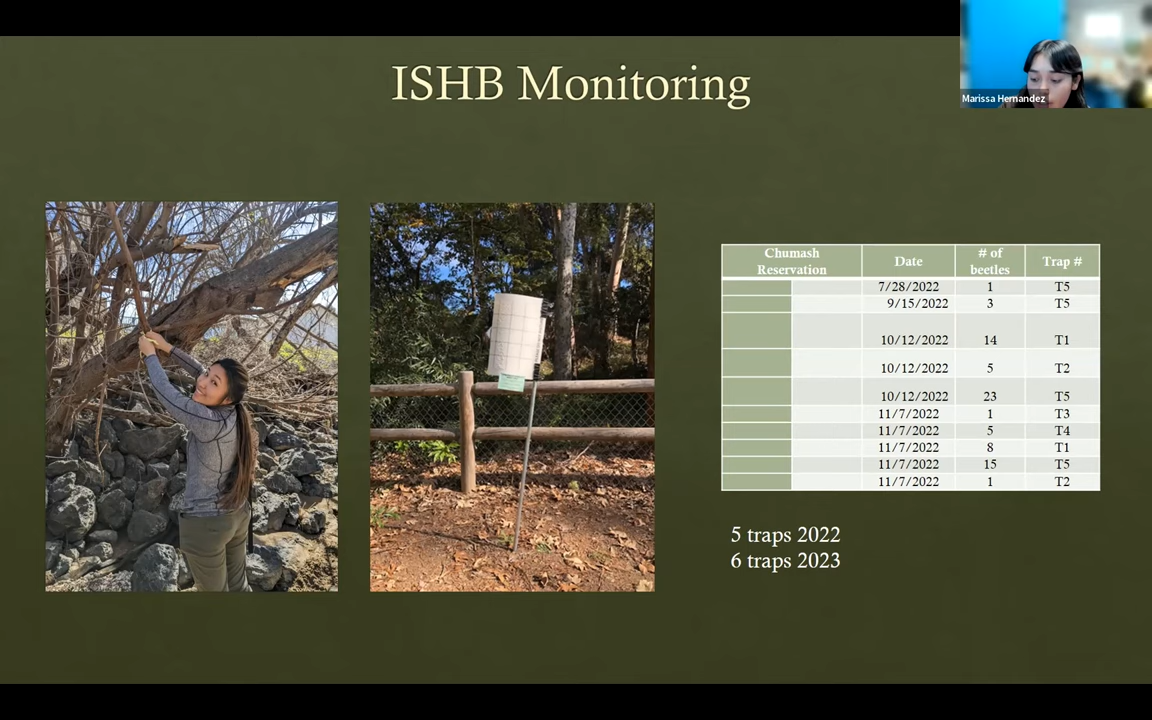 ISHB Monitoring
Marissa Hernandez
Chumash Reservation Date # of beetles Trap #
7/28/2022 1 T5
9/15/2022 3 T5
10/12/2022 14 T1
10/12/2022 5 T2
10/12/2022 23 T5
11/7/2022 1 T3
11/7/2022 5 T4
11/7/2022 8 T1
11/7/2022 15 T5
11/7/2022 1 T2
5 traps 2022
6 traps 2023